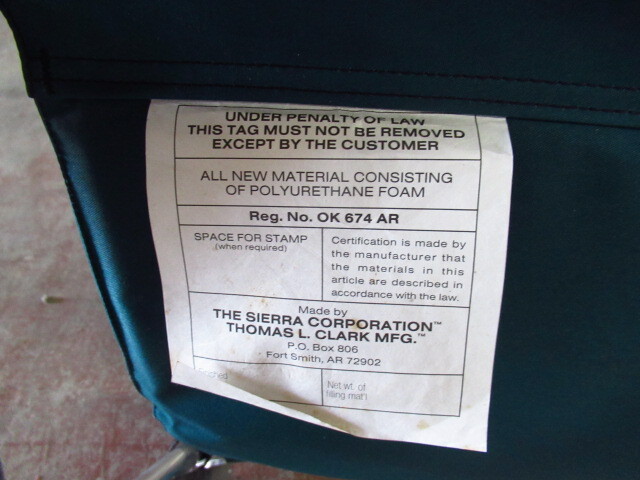 UNDER PENALTY OF LAW
THIS TAG MUST NOT BE REMOVED
EXCEPT BY THE CUSTOMER
ALL NEW MATERIAL CONSISTING
OF POLYURETHANE FOAM
Reg. No. OK 674 AR
SPACE FOR STAMP
(when required)
Certification is made by
the manufacturer that
the materials in this
article are described in
accordance with the law.
Made by
THE SIERRA CORPORATION™
THOMAS L. CLARK MFG.™
P.O. Box 806
Fort Smith, AR 72902
Net wt. of
filling mat'l